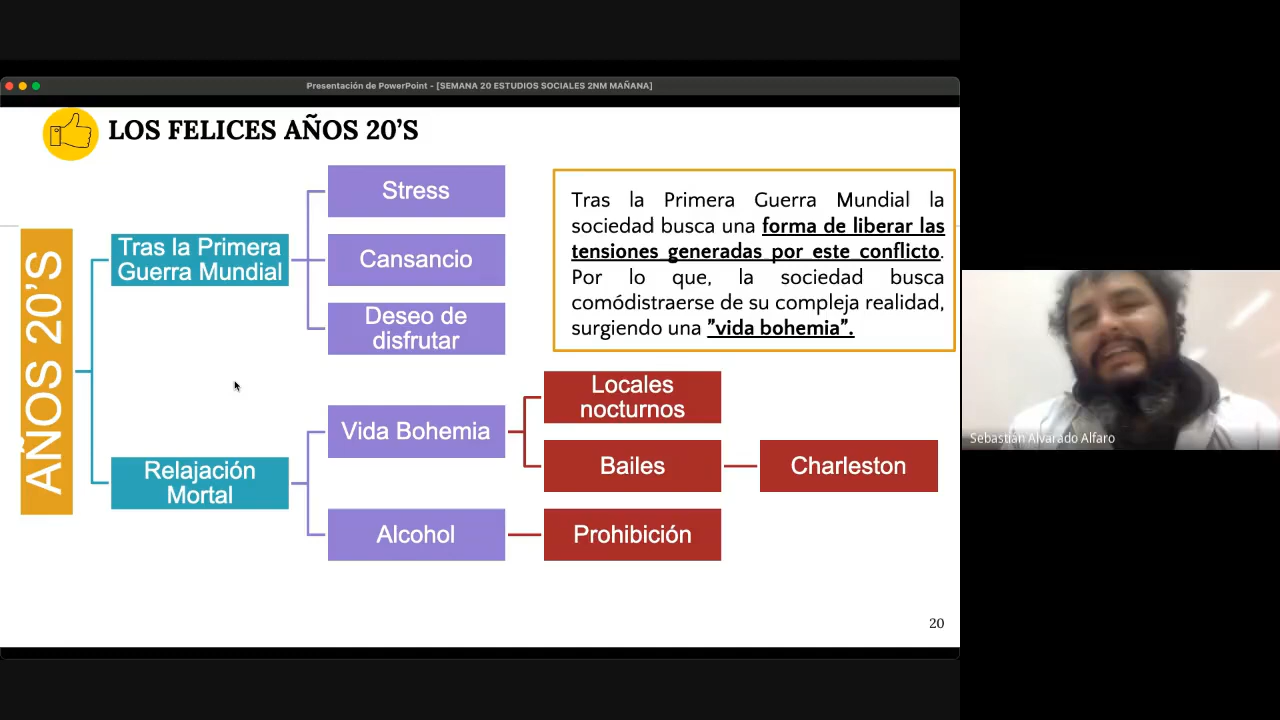 Presentación de PowerPoint - [SEMANA 20 ESTUDIOS SOCIALES 2NM MAÑANA]
LOS FELICES AÑOS 20’S
AÑOS 20’S
Tras la Primera
Guerra Mundial
Stress
Cansancio
Deseo de
disfrutar
Tras la Primera Guerra Mundial la
sociedad busca una forma de liberar las
tensiones generadas por este conflicto.
Por lo que, la sociedad busca
comódistraerse de su compleja realidad,
surgiendo una ”vida bohemia”.
Relajación
Mortal
Vida Bohemia
Locales
nocturnos
Bailes
Charleston
Alcohol
Prohibición
20
Sebastián Alvarado Alfaro